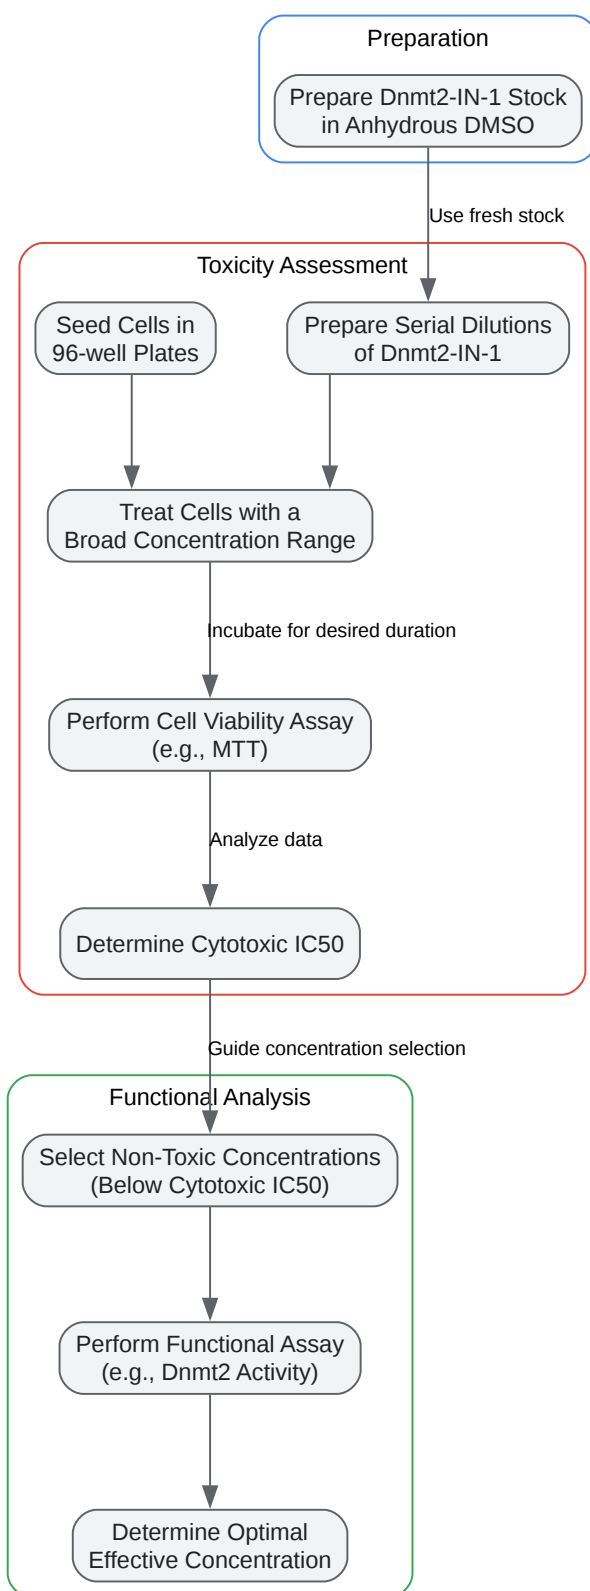 Preparation
Prepare Dnmt2-IN-1 Stock
in Anhydrous DMSO
Use fresh stock
Toxicity Assessment
Seed Cells in
96-well Plates
Prepare Serial Dilutions
of Dnmt2-IN-1
Treat Cells with a
Broad Concentration Range
Incubate for desired duration
Perform Cell Viability Assay
(e.g., MTT)
Analyze data
Determine Cytotoxic IC50
Guide concentration selection
Functional Analysis
Select Non-Toxic Concentrations
(Below Cytotoxic IC50)
Perform Functional Assay
(e.g., Dnmt2 Activity)
Determine Optimal
Effective Concentration